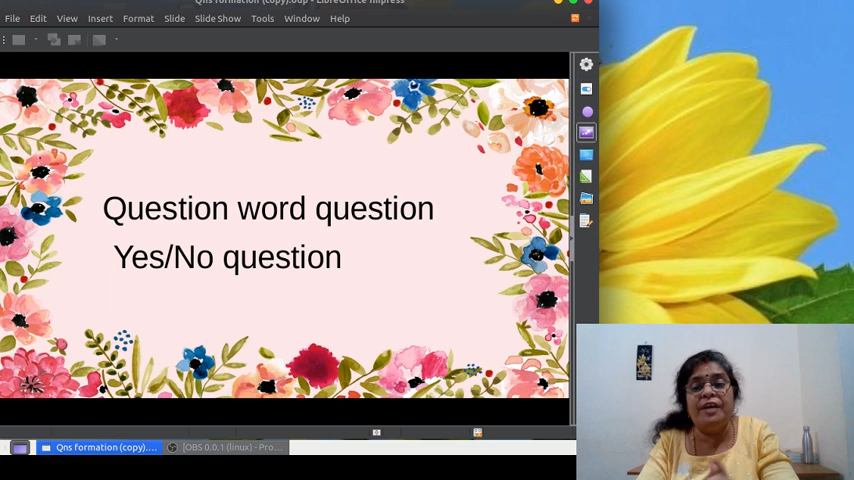 Qns formation (copy).odp - LibreOffice Impress
File Edit View Insert Format Slide Slide Show Tools Window Help
Question word question
Yes/No question
Qns formation (copy).... [OBS 0.0.1 (linux) - Pro...